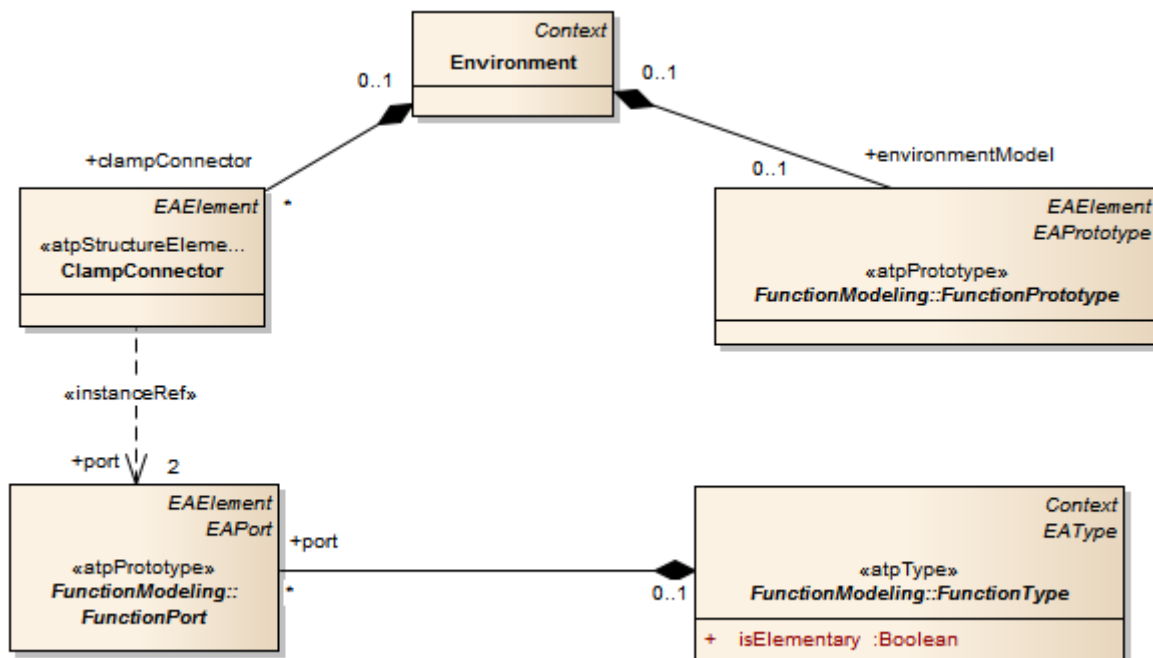 Context
Environment
0..1
0..1
+clampConnector
*
+environmentModel
0..1
EAElement
«atpStructureEleme...
ClampConnector
EAElement
EAPrototype
«atpPrototype»
FunctionModeling::FunctionPrototype
«instanceRef»
+port
2
EAElement
EAPort
«atpPrototype»
FunctionModeling::
FunctionPort
+port
*
0..1
Context
EAType
«atpType»
FunctionModeling::FunctionType
+ isElementary :Boolean